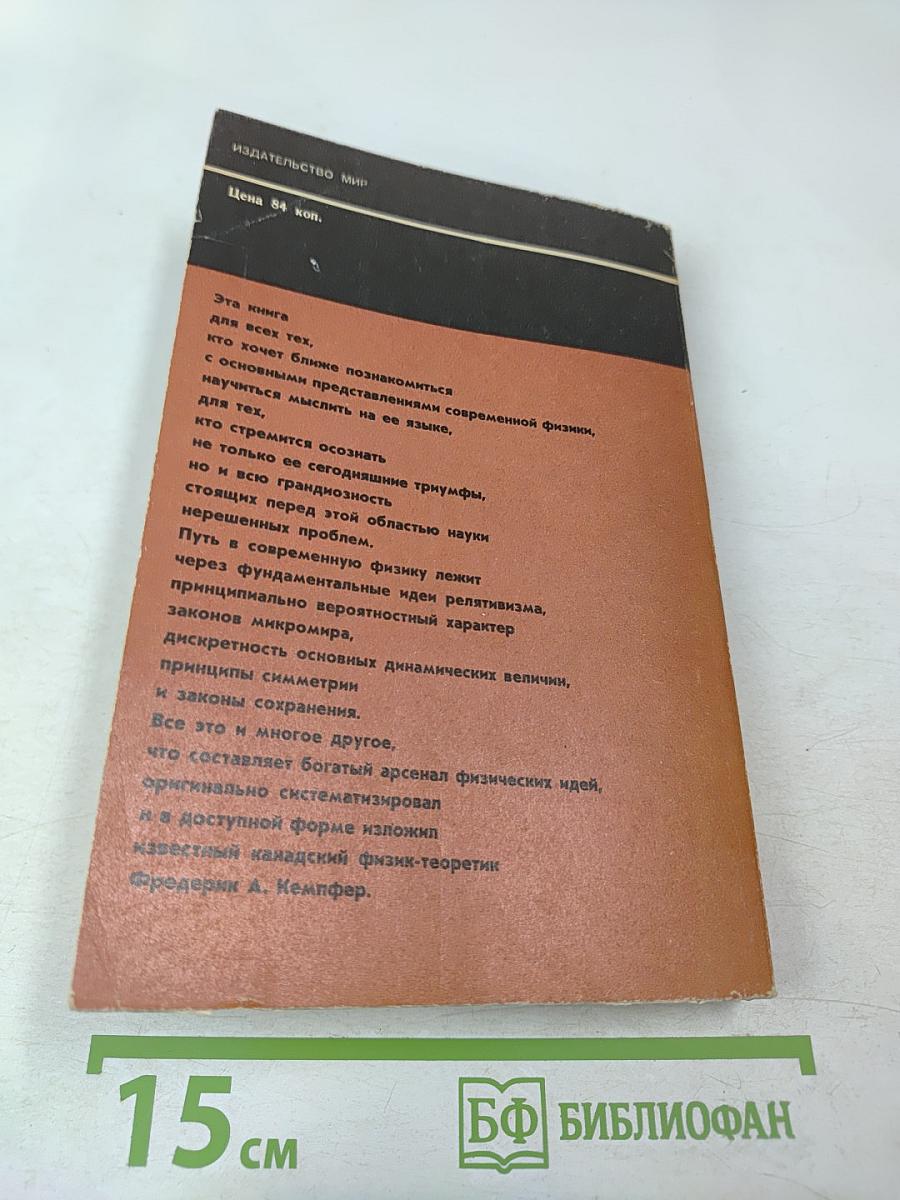 ИЗДАТЕЛЬСТВО МИР
Цена 84 коп.
Эта книга
для всех тех,
кто хочет ближе познакомиться
с основными представлениями современной физики,
научиться мыслить на ее языке,
для тех,
кто стремится осознать
не только ее сегодняшние триумфы,
но и всю грандиозность
стоящих перед этой областью науки
нерешенных проблем.
Путь в современную физику лежит
через фундаментальные идеи релятивизма,
принципиально вероятностный характер
законов микромира,
дискретность основных динамических величин,
принципы симметрии
и законы сохранения.
Все это и многое другое,
что составляет богатый арсенал физических идей,
оригинально систематизировал
и в доступной форме изложил
известный канадский физик-теоретик
Фредерик А. Кемпфер.
15 см
БФ БИБЛИОФАН